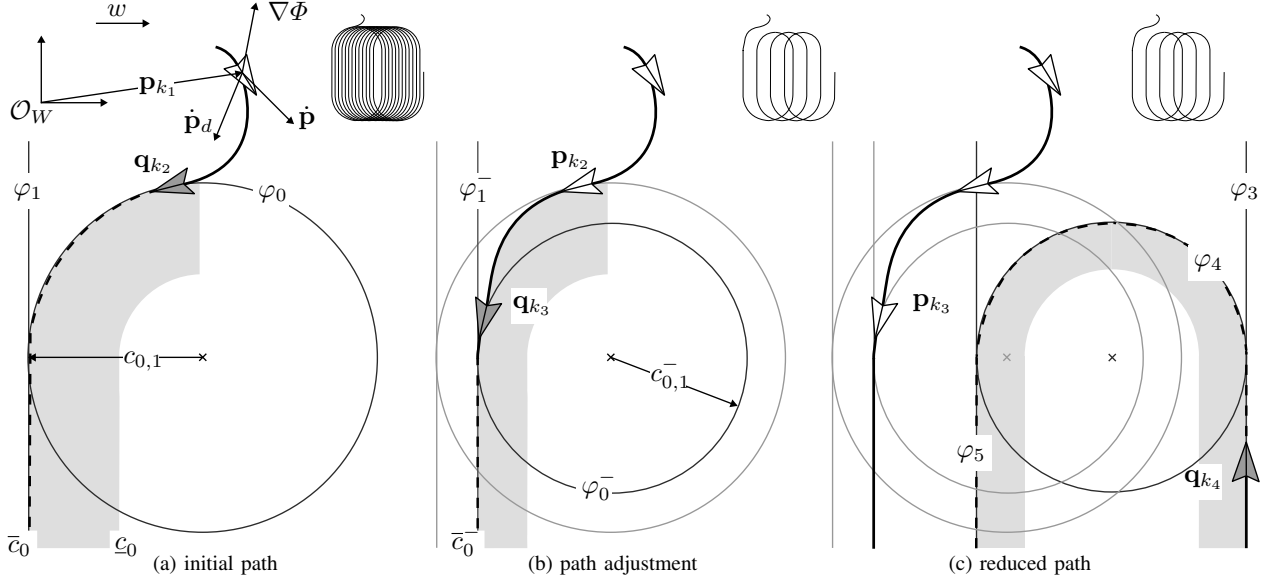 w
∇Φ
𝒪_W
𝐩_{k_1}
𝐩̇_d
𝐩̇
𝐪_{k_2}
φ_1
φ_0
c_{0,1}
c̅_0
c̲_0
(a) initial path
𝐩_{k_2}
φ_1^-
𝐪_{k_3}
c_{0,1}^-
φ_0^-
c̅_0^-
(b) path adjustment
φ_3
φ_4
𝐩_{k_3}
φ_5
𝐪_{k_4}
(c) reduced path